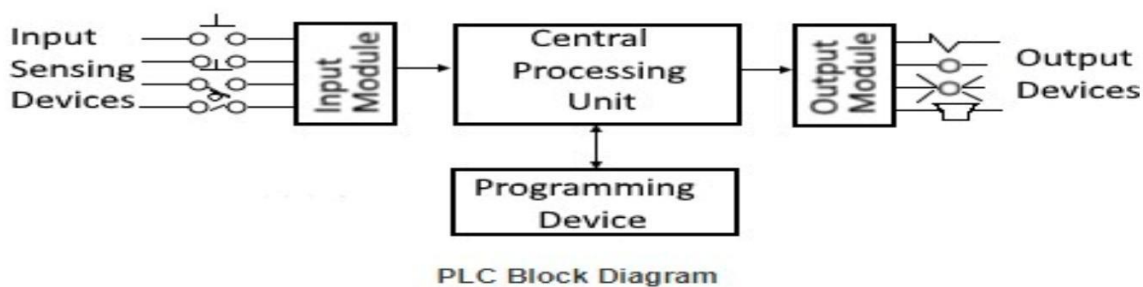 Input
Sensing
Devices
Input
Module
Central
Processing
Unit
Output
Module
Output
Devices
Programming
Device
PLC Block Diagram